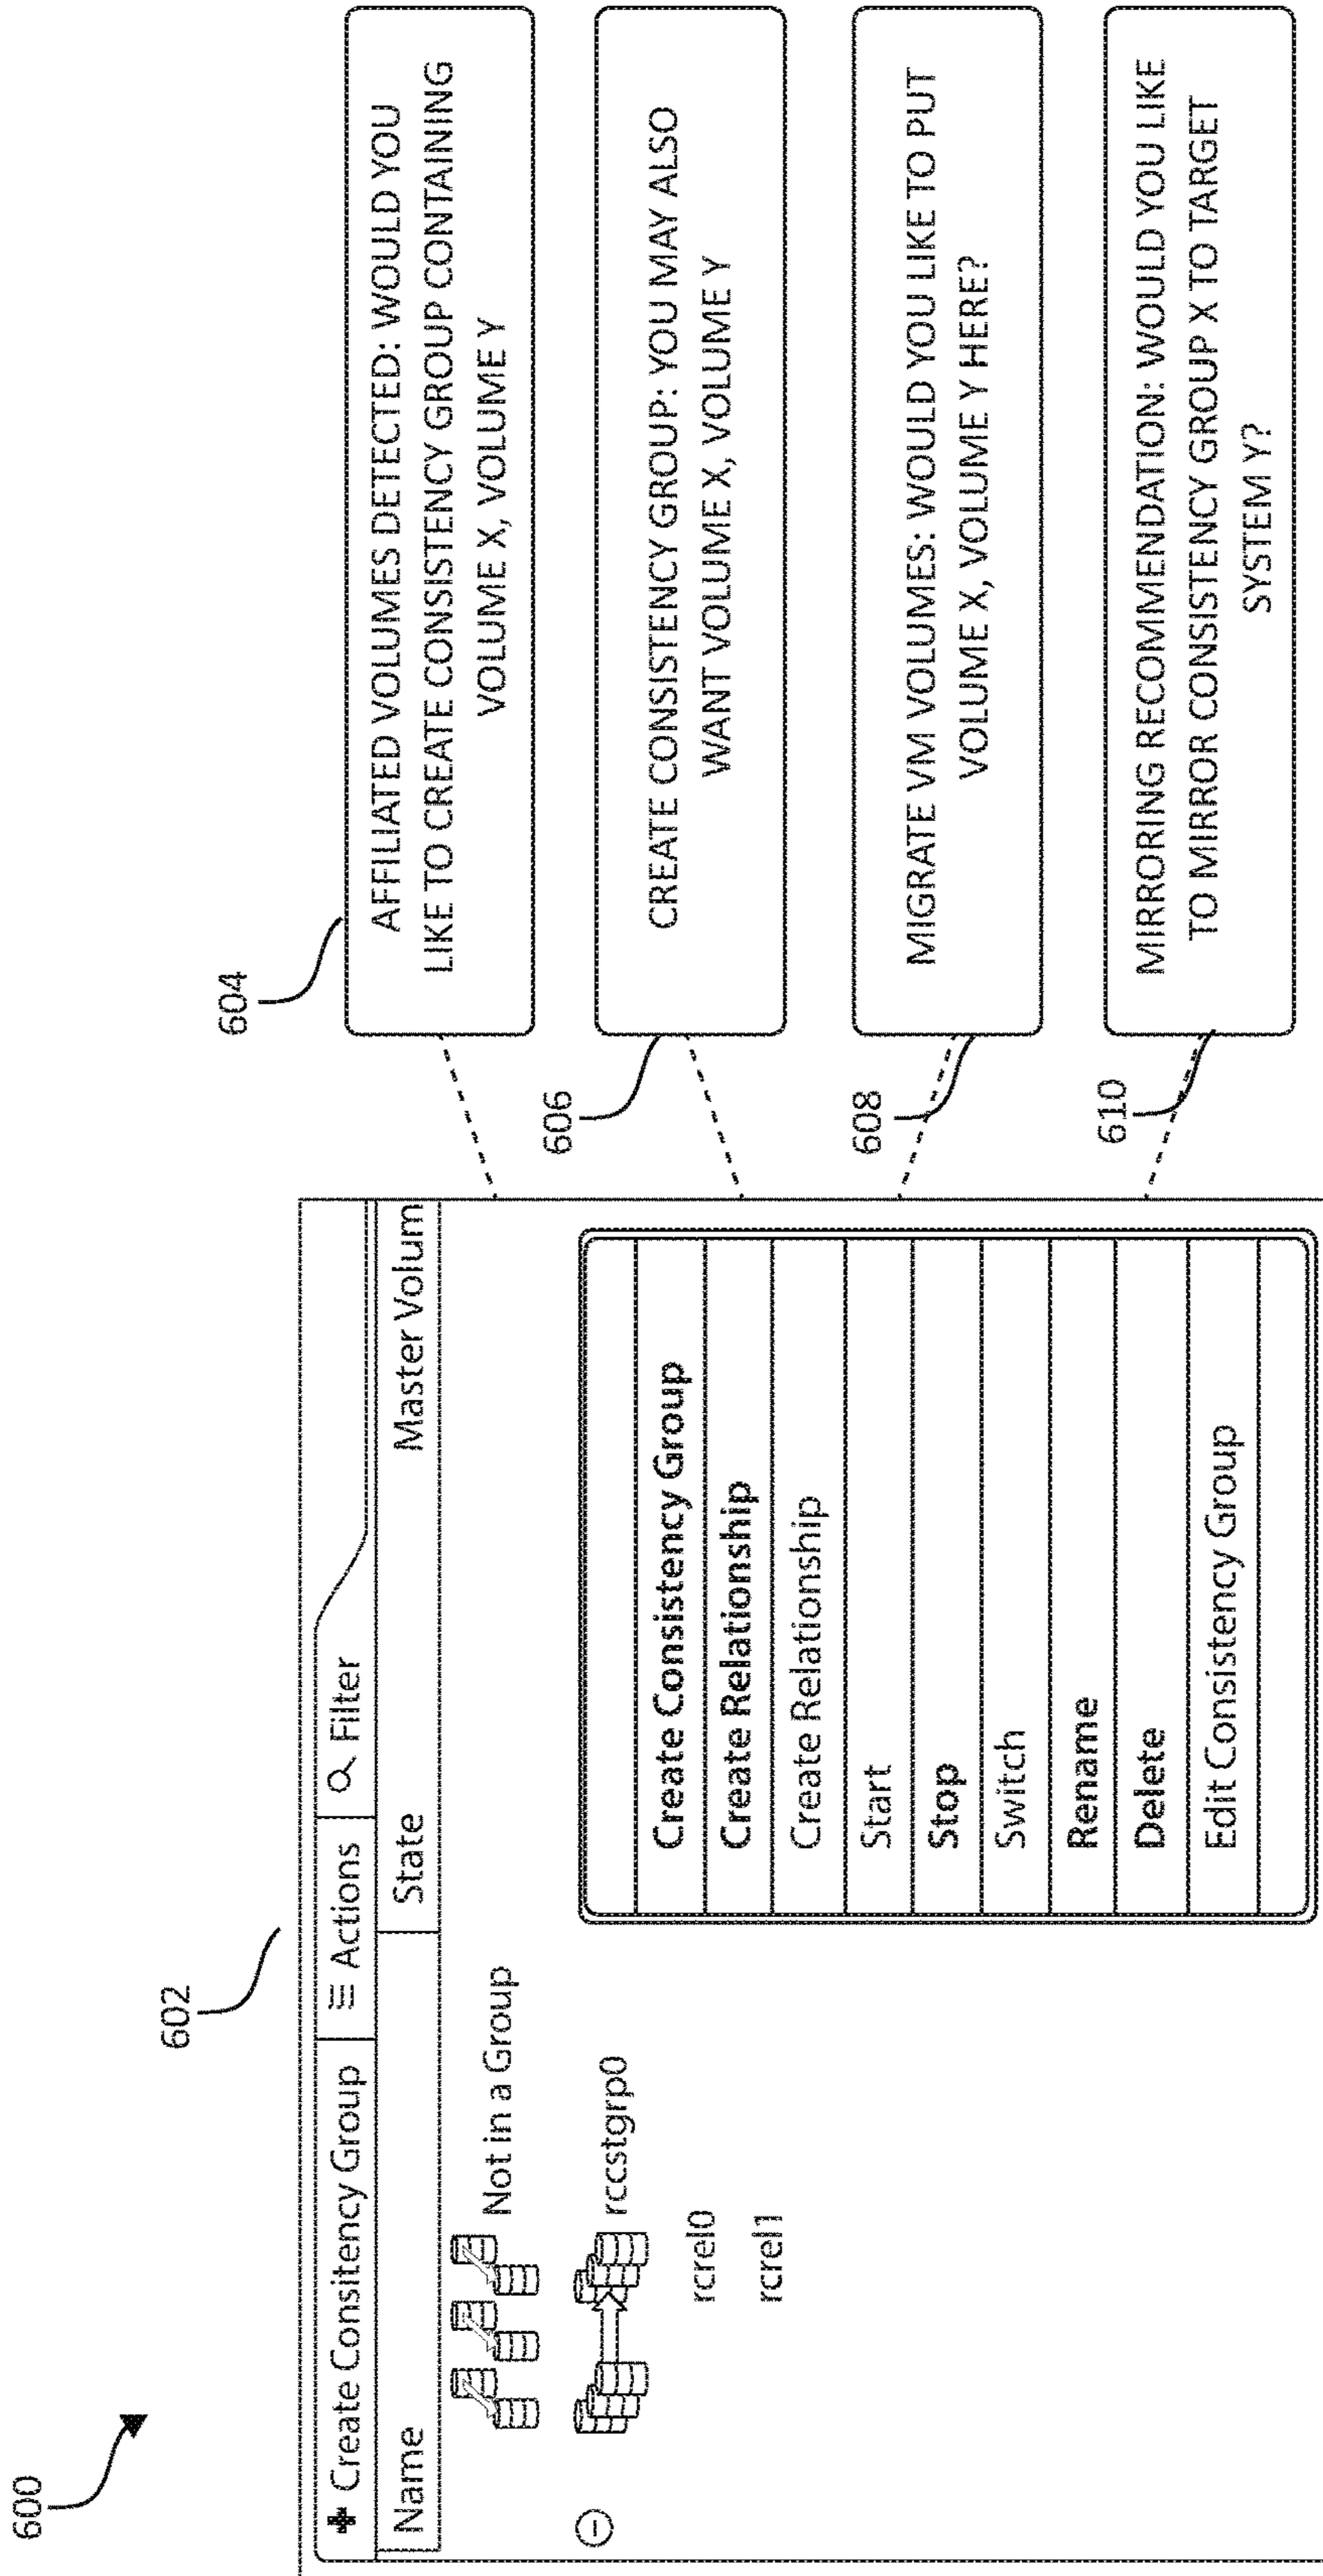 600
602
✚ Create Consitency Group
☰ Actions
Filter
Name
State
Master Volum
Not in a Group
rccstgrp0
rcrel0
rcrel1
Create Consistency Group
Create Relationship
Create Relationship
Start
Stop
Switch
Rename
Delete
Edit Consistency Group
604
AFFILIATED VOLUMES DETECTED: WOULD YOU
LIKE TO CREATE CONSISTENCY GROUP CONTAINING
VOLUME X, VOLUME Y
606
CREATE CONSISTENCY GROUP: YOU MAY ALSO
WANT VOLUME X, VOLUME Y
608
MIGRATE VM VOLUMES: WOULD YOU LIKE TO PUT
VOLUME X, VOLUME Y HERE?
610
MIRRORING RECOMMENDATION: WOULD YOU LIKE
TO MIRROR CONSISTENCY GROUP X TO TARGET
SYSTEM Y?